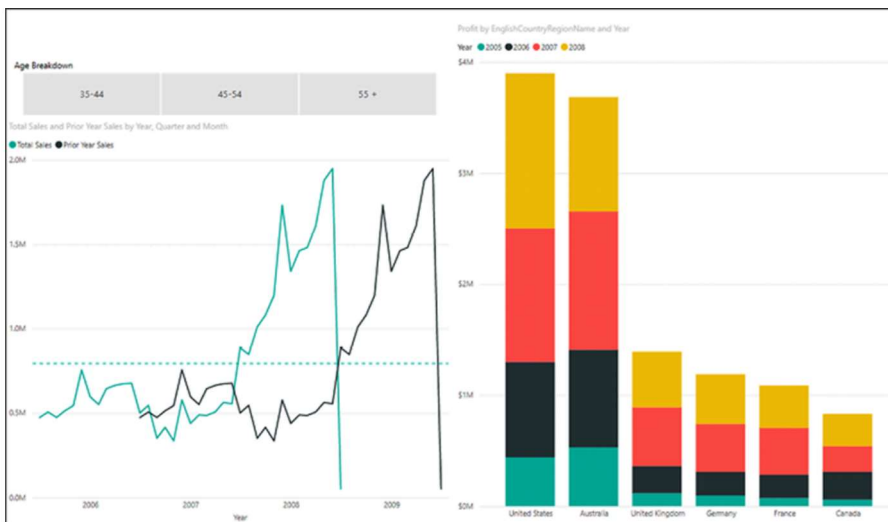 Age Breakdown
35-44
45-54
55 +
Total Sales and Prior Year Sales by Year, Quarter and Month
Total Sales Prior Year Sales
2.0M
1.5M
1.0M
0.5M
0.0M
2006 2007 2008 2009
Year
Profit by EnglishCountryRegionName and Year
Year 2005 2006 2007 2008
$4M
$3M
$2M
$1M
$0M
United States Australia United Kingdom Germany France Canada